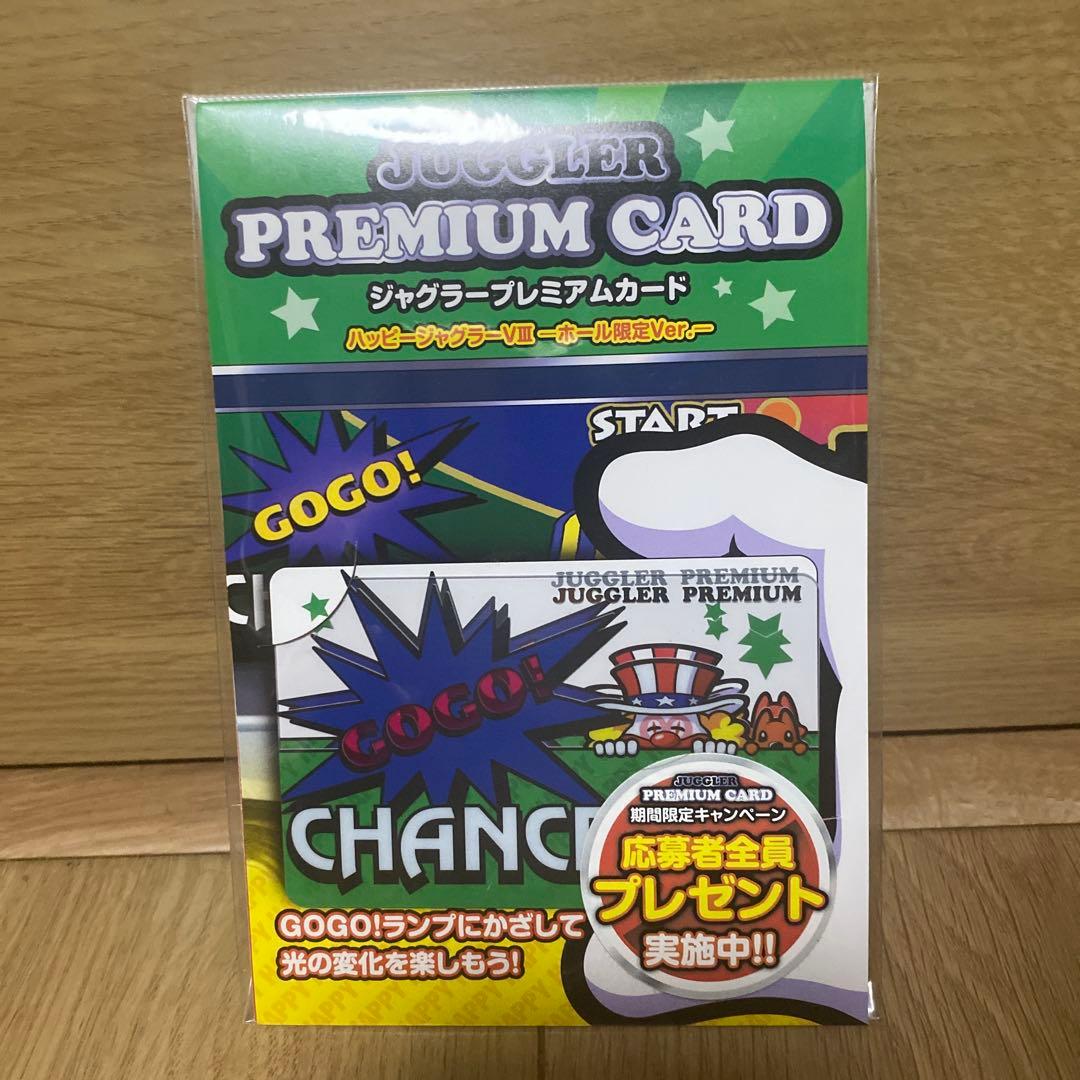 JUGGLER
PREMIUM CARD
ジャグラープレミアムカード
ハッピージャグラーVⅢ ーホール限定Ver.ー
START
GOGO!
JUGGLER PREMIUM
JUGGLER PREMIUM
GOGO!
CHANCE
JUGGLER
PREMIUM CARD
期間限定キャンペーン
応募者全員
プレゼント
実施中!!
GOGO!ランプにかざして
光の変化を楽しもう!
HAPPY